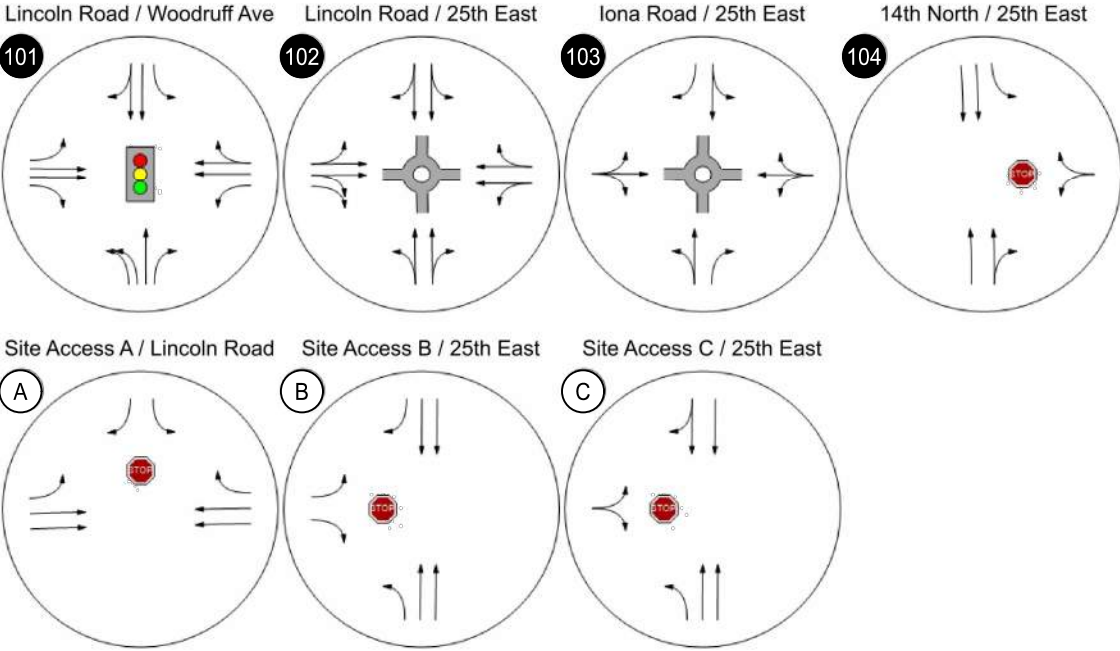 Lincoln Road / Woodruff Ave
Lincoln Road / 25th East
Iona Road / 25th East
14th North / 25th East
101
102
103
104
STOP
Site Access A / Lincoln Road
Site Access B / 25th East
Site Access C / 25th East
A
B
C
STOP
STOP
STOP